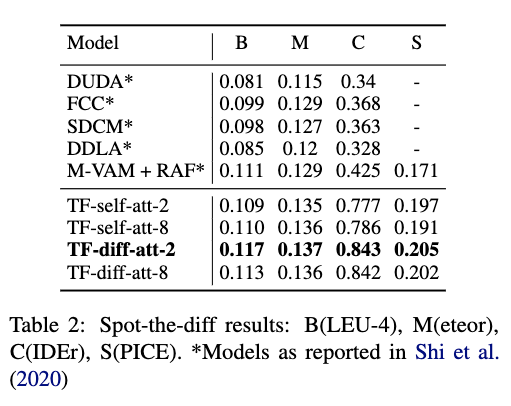 Model B M C S
DUDA* 0.081 0.115 0.34 -
FCC* 0.099 0.129 0.368 -
SDCM* 0.098 0.127 0.363 -
DDLA* 0.085 0.12 0.328 -
M-VAM + RAF* 0.111 0.129 0.425 0.171
TF-self-att-2 0.109 0.135 0.777 0.197
TF-self-att-8 0.110 0.136 0.786 0.191
TF-diff-att-2 0.117 0.137 0.843 0.205
TF-diff-att-8 0.113 0.136 0.842 0.202
Table 2: Spot-the-diff results: B(LEU-4), M(eteor),
C(IDEr), S(PICE). *Models as reported in Shi et al.
(2020)